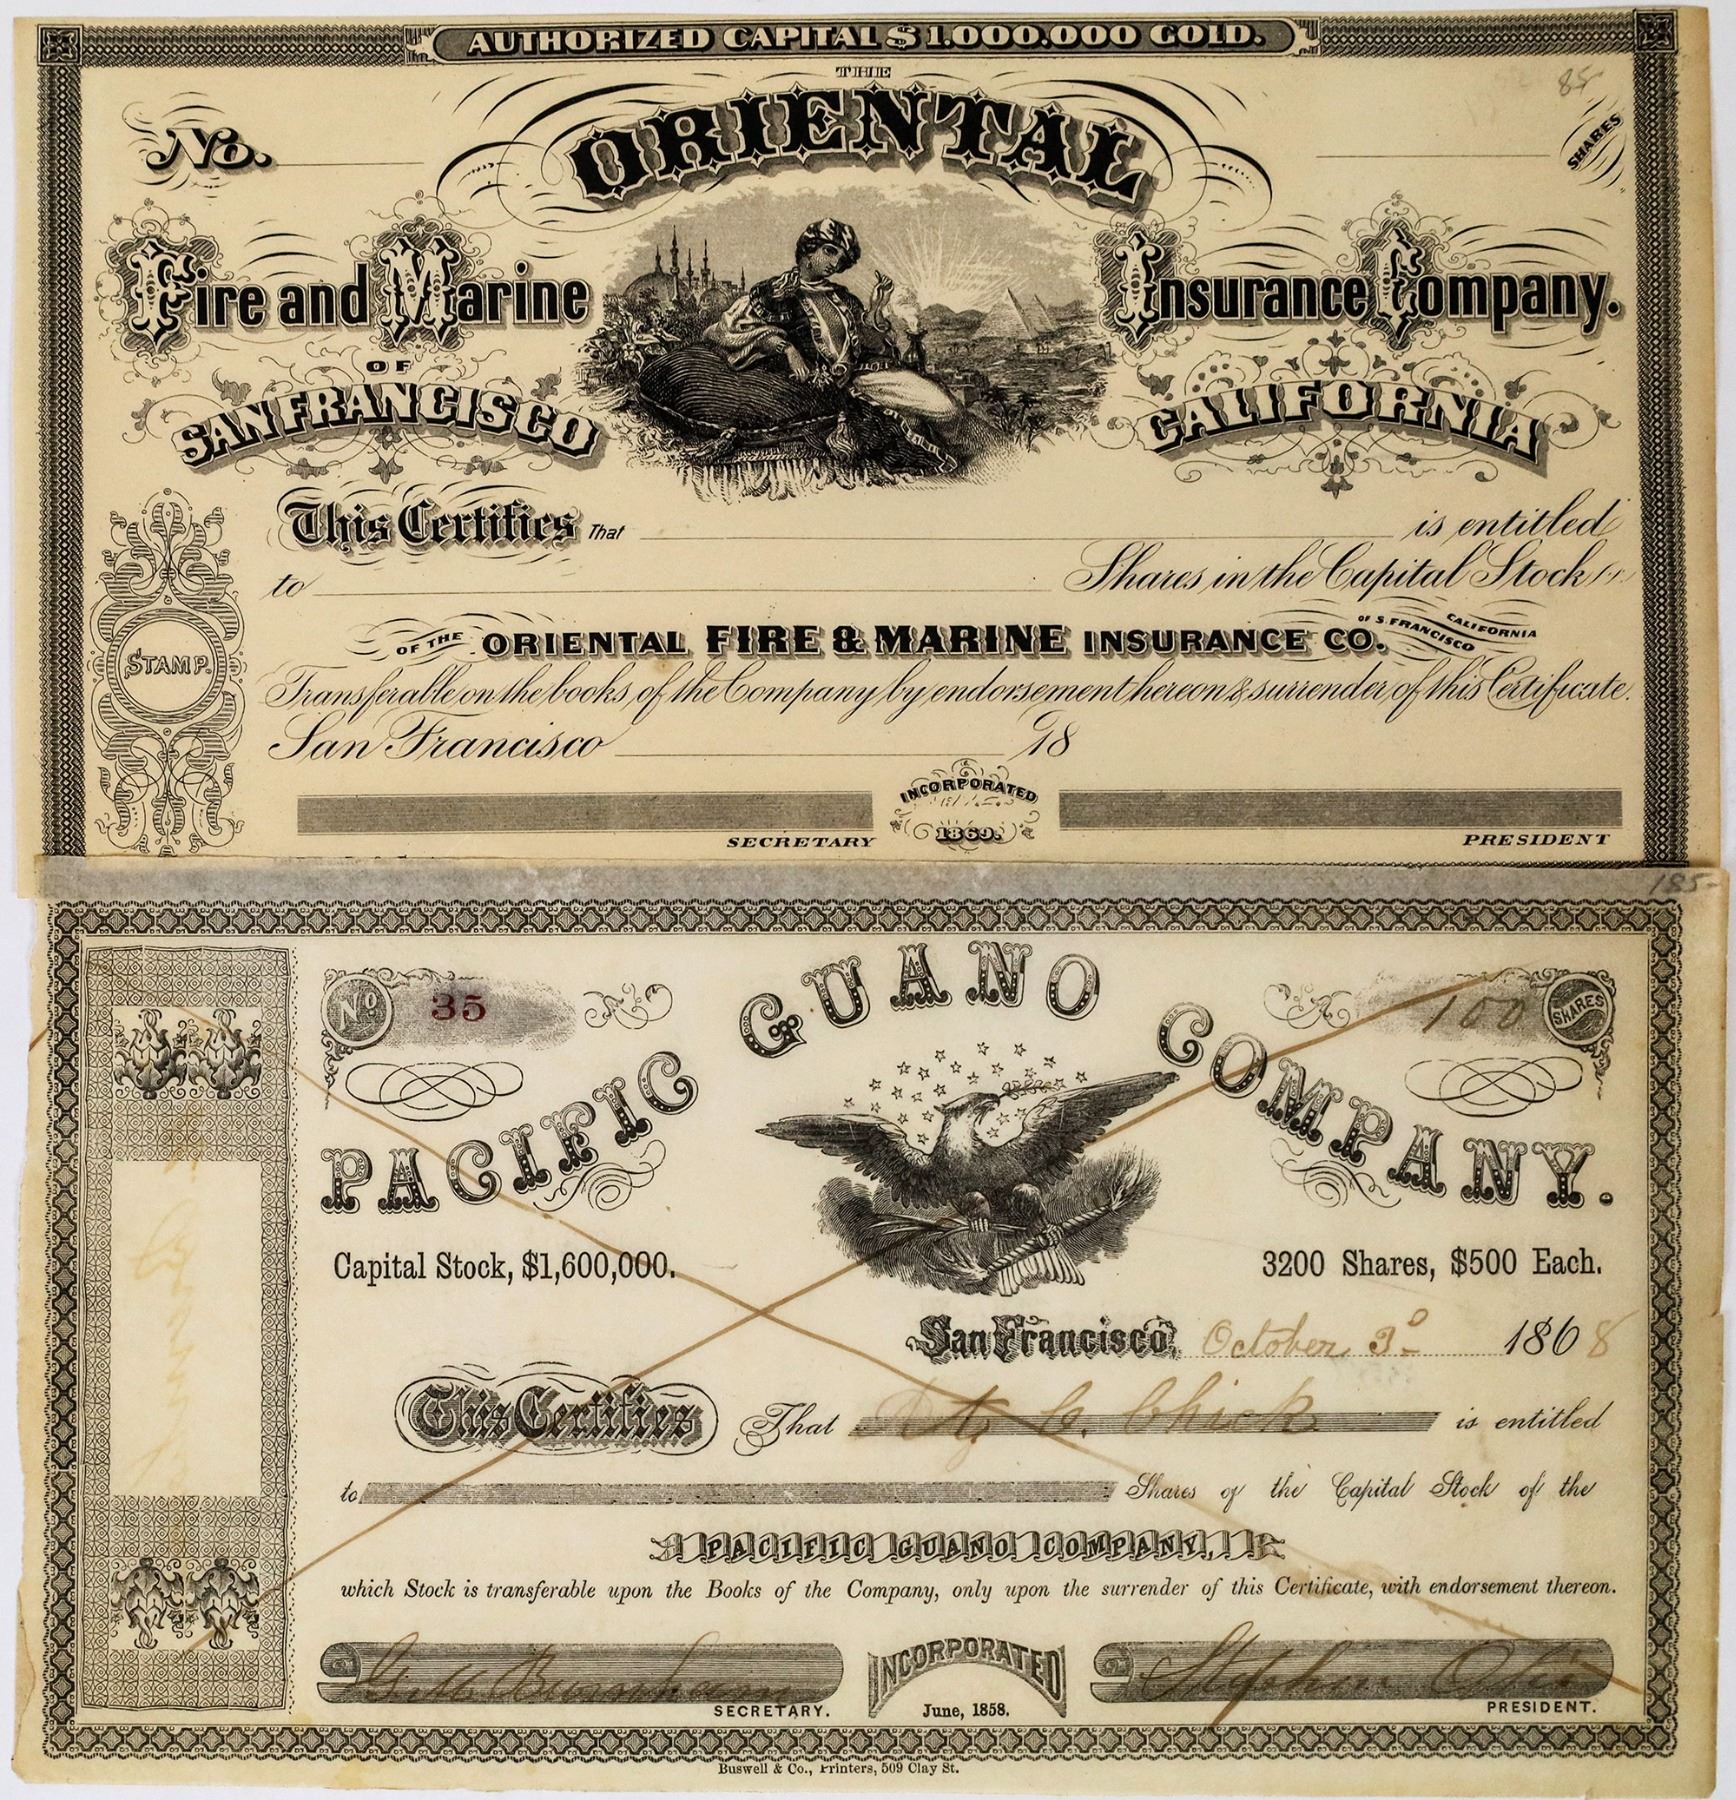 AUTHORIZED CAPITAL $1.000.000 GOLD.
85
THE
ORIENTAL
No.
SHARES
Fire and Marine Insurance Company.
OF
SAN FRANCISCO CALIFORNIA
This Certifies That is entitled
to Shares in the Capital Stock
STAMP.
OF THE ORIENTAL FIRE & MARINE INSURANCE CO. OF S. FRANCISCO CALIFORNIA
Transferable on the books of the Company by endorsement hereon & surrender of this Certificate.
San Francisco 18
INCORPORATED
1869.
SECRETARY PRESIDENT
185-
No. 35 100 SHARES
PACIFIC GUANO COMPANY.
Capital Stock, $1,600,000. 3200 Shares, $500 Each.
San Francisco, October 3d 1868
This Certifies That C. Chick is entitled
to Shares of the Capital Stock of the
PACIFIC GUANO COMPANY,
which Stock is transferable upon the Books of the Company, only upon the surrender of this Certificate, with endorsement thereon.
INCORPORATED
June, 1858.
Stephen Otis
SECRETARY. PRESIDENT.
Buswell & Co., Printers, 509 Clay St.